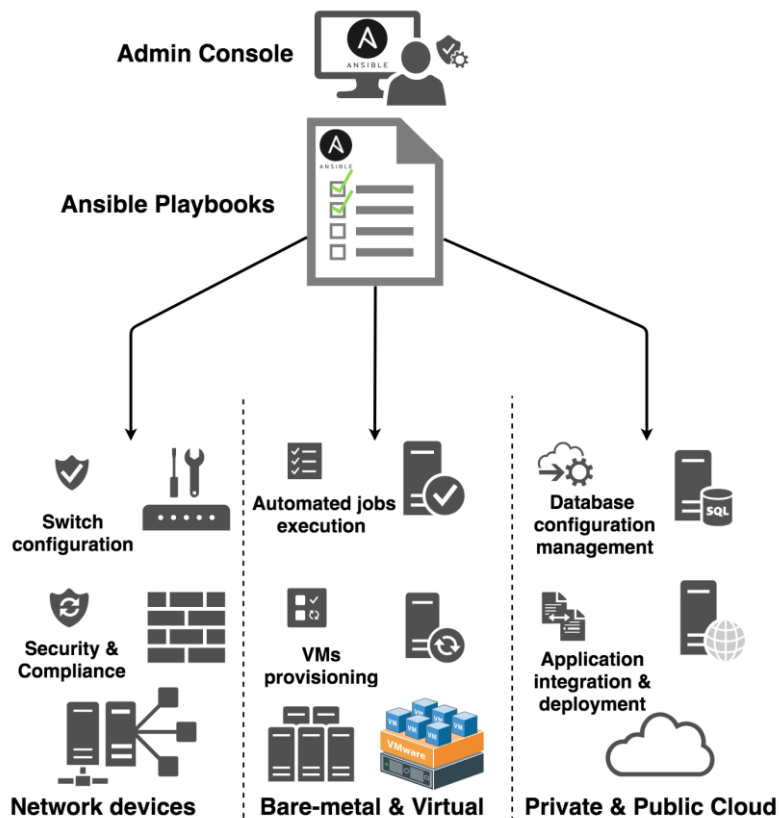 ANSIBLE
Admin Console
ANSIBLE
Ansible Playbooks
Switch
configuration
Automated jobs
execution
Database
configuration
management
SQL
Security &
Compliance
VMs
provisioning
Application
integration &
deployment
VM VM VM
VM VM VM
VMware
Network devices
Bare-metal & Virtual
Private & Public Cloud